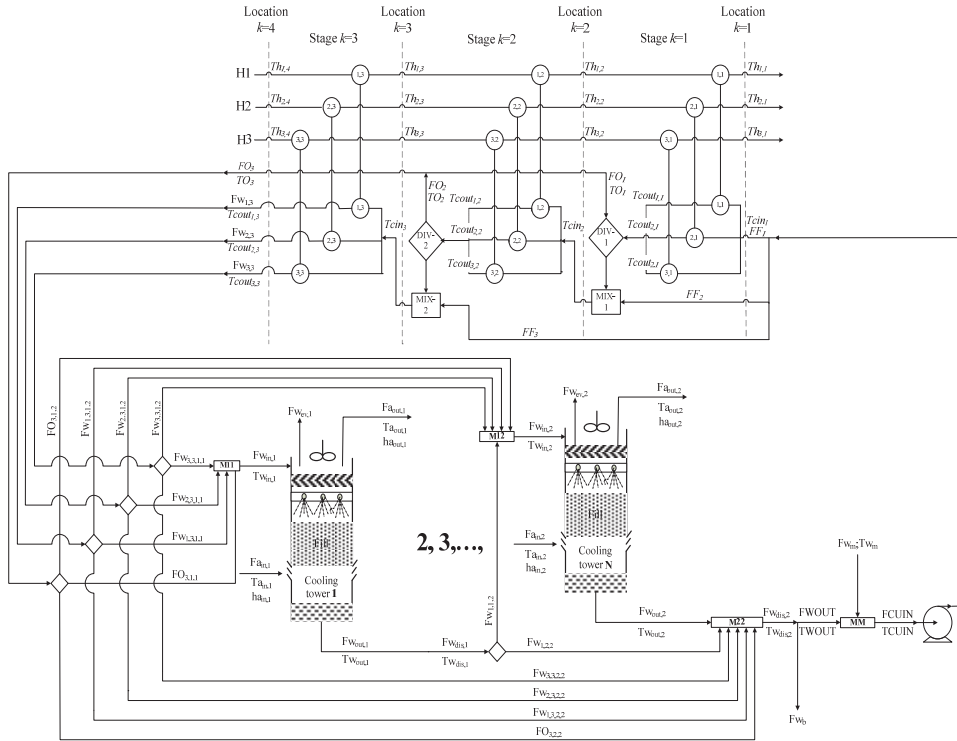 Location k=4
Location k=3
Location k=2
Location k=1
Stage k=3
Stage k=2
Stage k=1
H1
Th1,4
1,3
Th1,3
1,2
Th1,2
1,1
Th1,1
H2
Th2,4
2,3
Th2,3
2,2
Th2,2
2,1
Th2,1
H3
Th3,4
3,3
Th3,3
3,2
Th3,2
3,1
Th3,1
FO3
TO3
FO2
TO2
FO1
TO1
Fw1,3
Tcout1,3
1,3
Tcout1,2
1,2
Tcout1,1
1,1
Tcin3
Tcin2
Tcin1
FF1
Fw2,3
Tcout2,3
2,3
DIV-2
Tcout2,2
2,2
DIV-1
Tcout2,1
2,1
Fw3,3
Tcout3,3
3,3
Tcout3,2
3,2
Tcout2,1
3,1
MIX-2
MIX-1
FF2
FF3
FO3,1,2
Fw1,3,1,2
Fw2,3,1,2
Fw3,3,1,2
Fwev,1
Faout,1
Taout,1
haout,1
M12
Fwin,2
Twin,2
Fwev,2
Faout,2
Taout,2
haout,2
Fw3,3,1,1
M11
Fwin,1
Twin,1
Fw2,3,1,1
Fw1,3,1,1
FO3,1,1
Fain,1
Tain,1
hain,1
Fill
Cooling tower 1
2, 3,...,
Fain,2
Tain,2
hain,2
Fill
Cooling tower N
Fw1,1,2
Fwm;Twm
Fwout,1
Twout,1
Fwdis,1
Twdis,1
Fw1,2,2
Fwout,2
Twout,2
M22
Fwdis,2
Twdis,2
FWOUT
TWOUT
MM
FCUIN
TCUIN
Fw3,3,2,2
Fw2,3,2,2
Fw1,3,2,2
FO3,2,2
Fwb